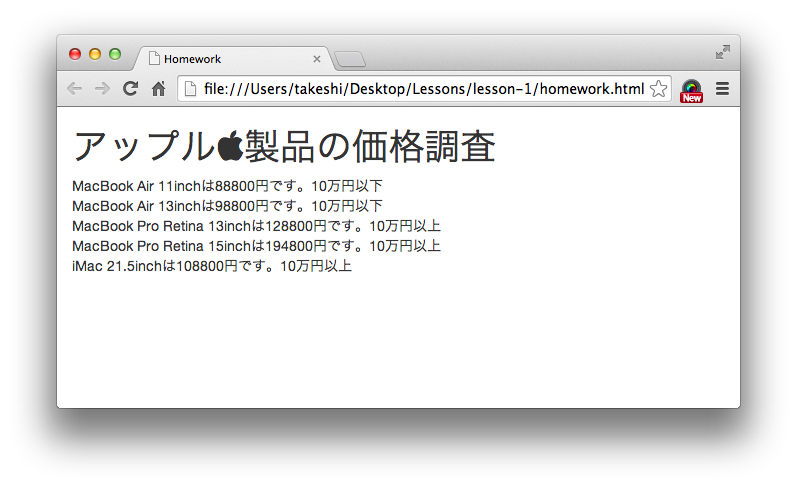 Homework
file:///Users/takeshi/Desktop/Lessons/lesson-1/homework.html
New
アップル製品の価格調査
MacBook Air 11inchは88800円です。10万円以下
MacBook Air 13inchは98800円です。10万円以下
MacBook Pro Retina 13inchは128800円です。10万円以上
MacBook Pro Retina 15inchは194800円です。10万円以上
iMac 21.5inchは108800円です。10万円以上